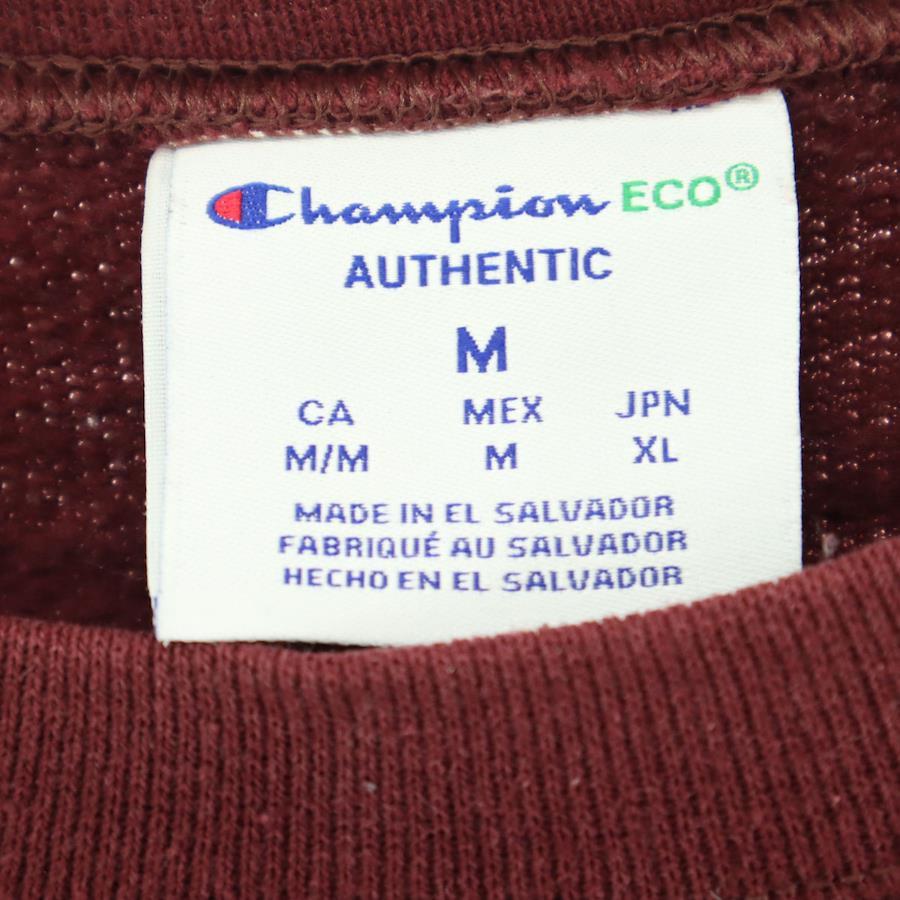 Champion ECO®
AUTHENTIC
M
CA MEX JPN
M/M M XL
MADE IN EL SALVADOR
FABRIQUÉ AU SALVADOR
HECHO EN EL SALVADOR